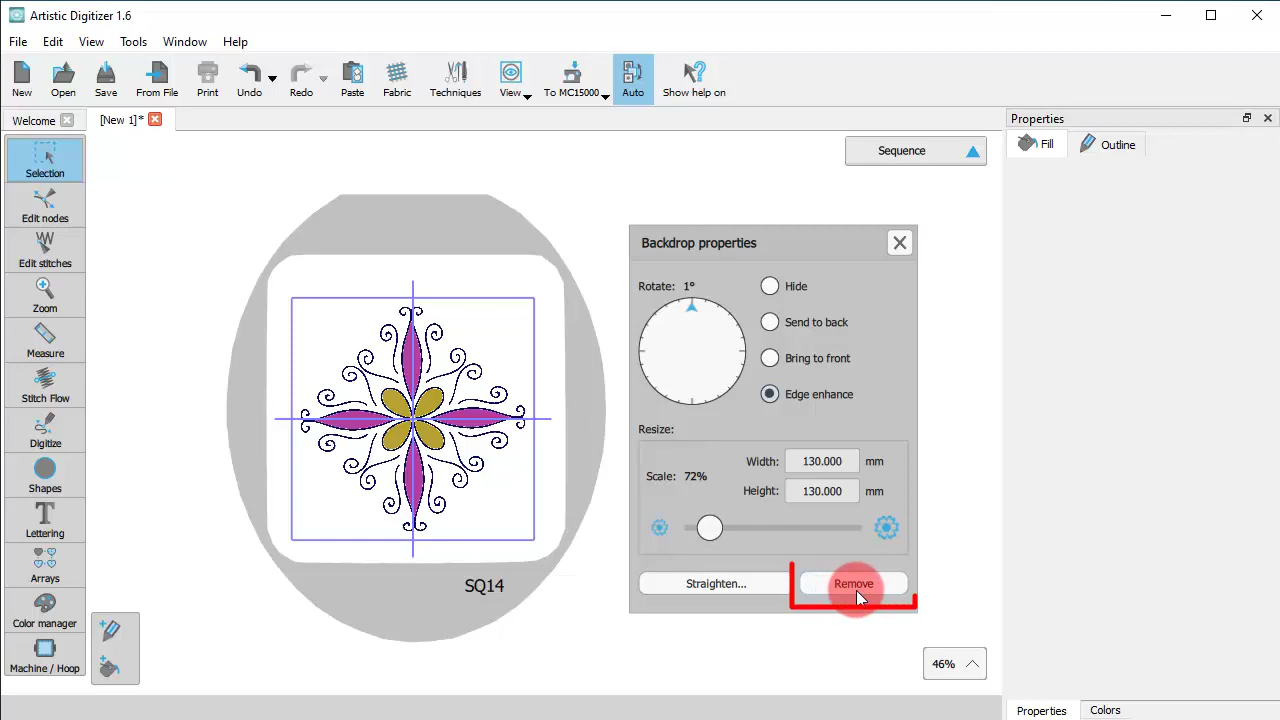 Artistic Digitizer 1.6
File Edit View Tools Window Help
New Open Save From File Print Undo Redo Paste Fabric Techniques View To MC15000 Auto Show help on
Welcome [New 1]*
Properties
Fill Outline
Sequence
Selection
Edit nodes
Edit stitches
Zoom
Measure
Stitch Flow
Digitize
Shapes
Lettering
Arrays
Color manager
Machine / Hoop
SQ14
Backdrop properties
Rotate: 1°
Hide
Send to back
Bring to front
Edge enhance
Resize:
Scale: 72%
Width: 130.000 mm
Height: 130.000 mm
Straighten... Remove
46%
Properties Colors